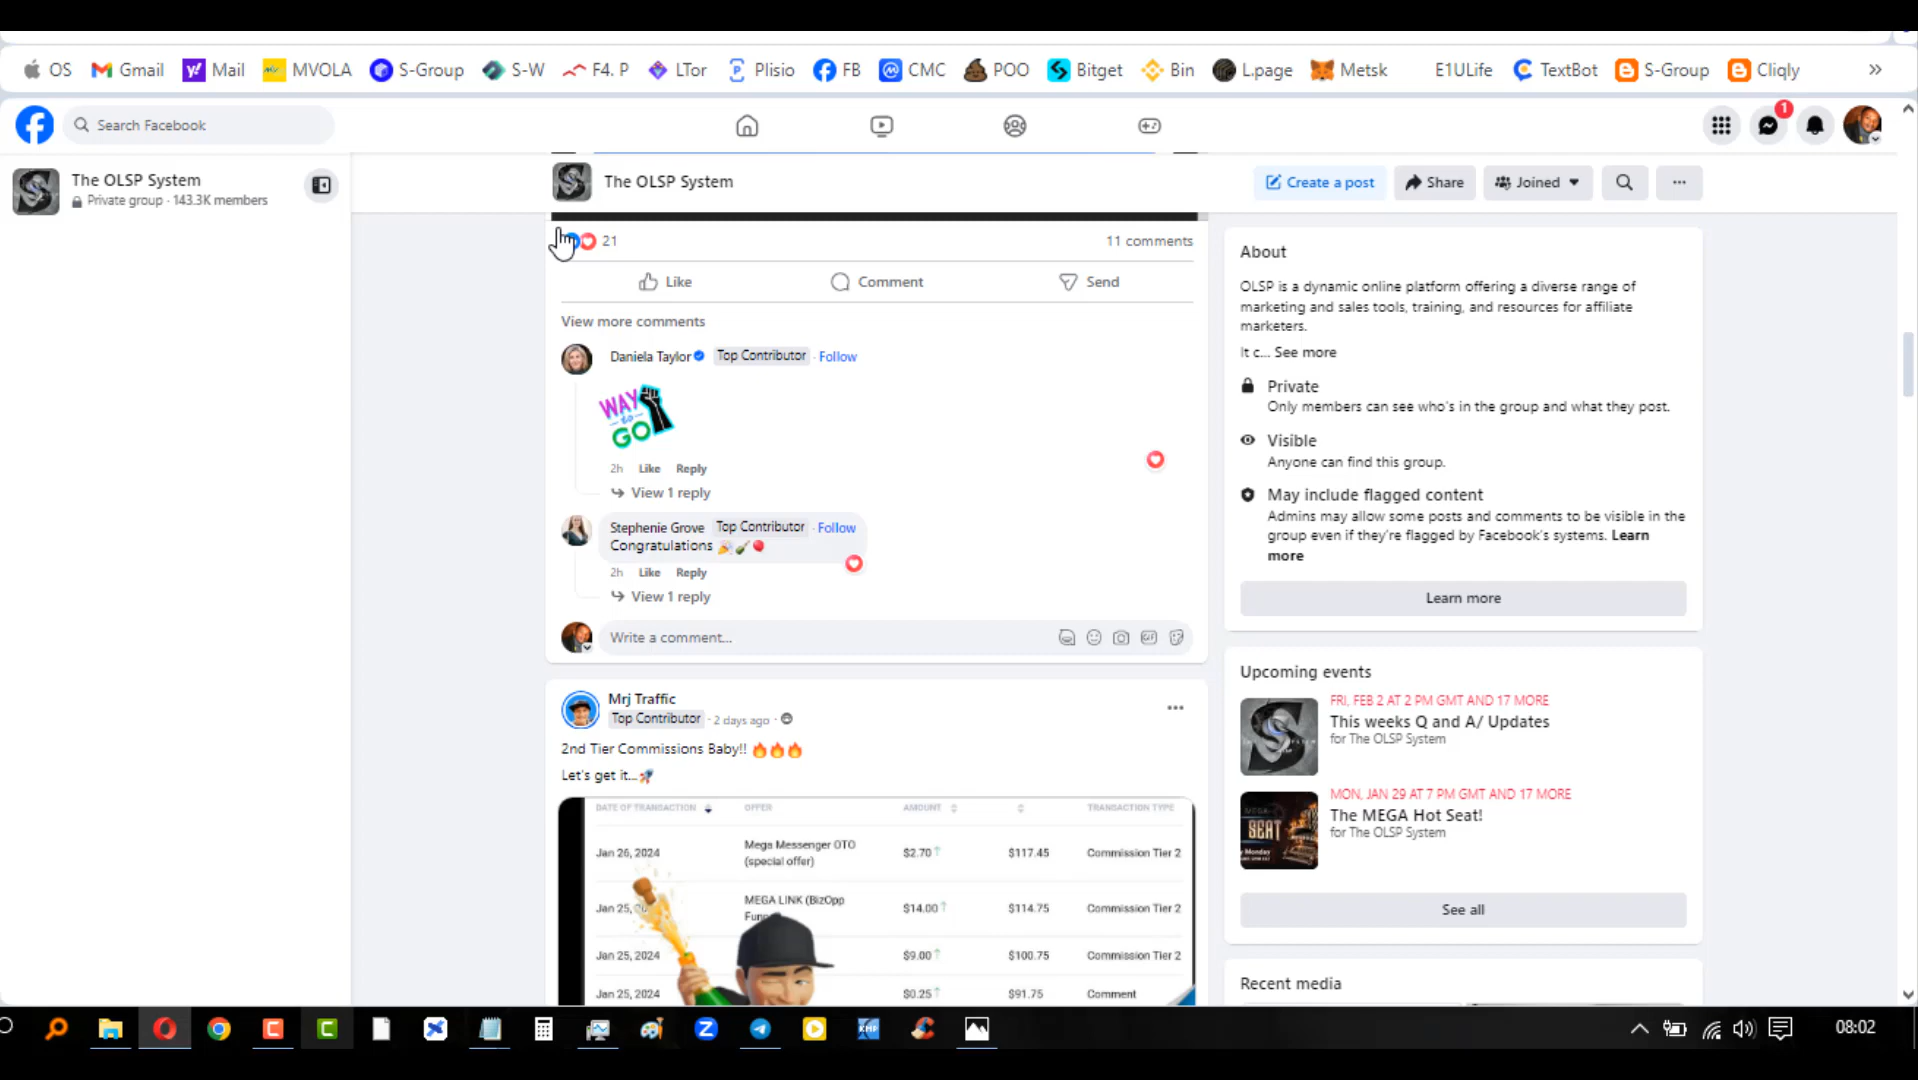 OS Gmail Mail MVOLA S-Group S-W F4. P LTor Plisio FB CMC POO Bitget Bin L.page Metsk E1ULife TextBot S-Group Cliqly
Search Facebook
1
The OLSP System
Private group · 143.3K members
The OLSP System
Create a post
Share
Joined
21
11 comments
Like
Comment
Send
View more comments
Daniela Taylor Top Contributor · Follow
WAY
to
GO
2h Like Reply
View 1 reply
Stephenie Grove Top Contributor · Follow
Congratulations
2h Like Reply
View 1 reply
Write a comment...
GIF
Mrj Traffic
Top Contributor · 2 days ago ·
2nd Tier Commissions Baby!! 🔥🔥🔥
Let's get it...🚀
DATE OF TRANSACTION OFFER AMOUNT TRANSACTION TYPE
Jan 26, 2024 Mega Messenger OTO (special offer) $2.70 $117.45 Commission Tier 2
Jan 25, MEGA LINK (BizOpp $14.00 $114.75 Commission Tier 2
Jan 25, 2024 $9.00 $100.75 Commission Tier 2
Jan 25, 2024 $0.25 $91.75 Comment
About
OLSP is a dynamic online platform offering a diverse range of
marketing and sales tools, training, and resources for affiliate
marketers.
It c... See more
Private
Only members can see who's in the group and what they post.
Visible
Anyone can find this group.
May include flagged content
Admins may allow some posts and comments to be visible in the
group even if they're flagged by Facebook's systems. Learn
more
Learn more
Upcoming events
FRI, FEB 2 AT 2 PM GMT AND 17 MORE
This weeks Q and A/ Updates
for The OLSP System
MON, JAN 29 AT 7 PM GMT AND 17 MORE
The MEGA Hot Seat!
for The OLSP System
SEAT
See all
Recent media
08:02